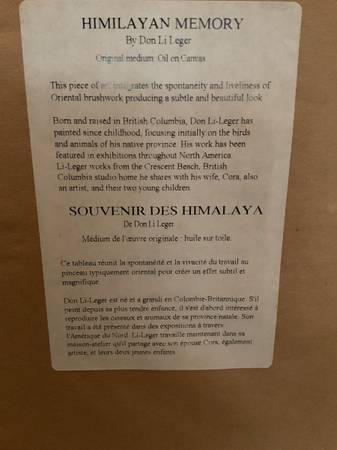 HIMILAYAN MEMORY
By Don Li Leger
Original medium: Oil on Canvas
This piece of art integrates the spontaneity and liveliness of
Oriental brushwork producing a subtle and beautiful look
Born and raised in British Columbia, Don Li-Leger has
painted since childhood, focusing initially on the birds
and animals of his native province. His work has been
featured in exhibitions throughout North America
Li-Leger works from the Crescent Beach, British
Columbia studio/home he shares with his wife, Cora, also
an artist, and their two young children
SOUVENIR DES HIMALAYA
De Don Li Leger
Médium de l'œuvre originale : huile sur toile.
Ce tableau réunit la spontanéité et la vivacité du travail au
pinceau typiquement oriental pour créer un effet subtil et
magnifique.
Don Li-Leger est né et a grandi en Colombie-Britannique. S'il
peint depuis sa plus tendre enfance, il s'est d'abord intéressé à
reproduire les oiseaux et animaux de sa province natale. Son
travail a été présenté dans des expositions à travers
l'Amérique du Nord. Li-Leger travaille maintenant dans sa
maison-atelier qu'il partage avec son épouse Cora, également
artiste, et leurs deux jeunes enfants